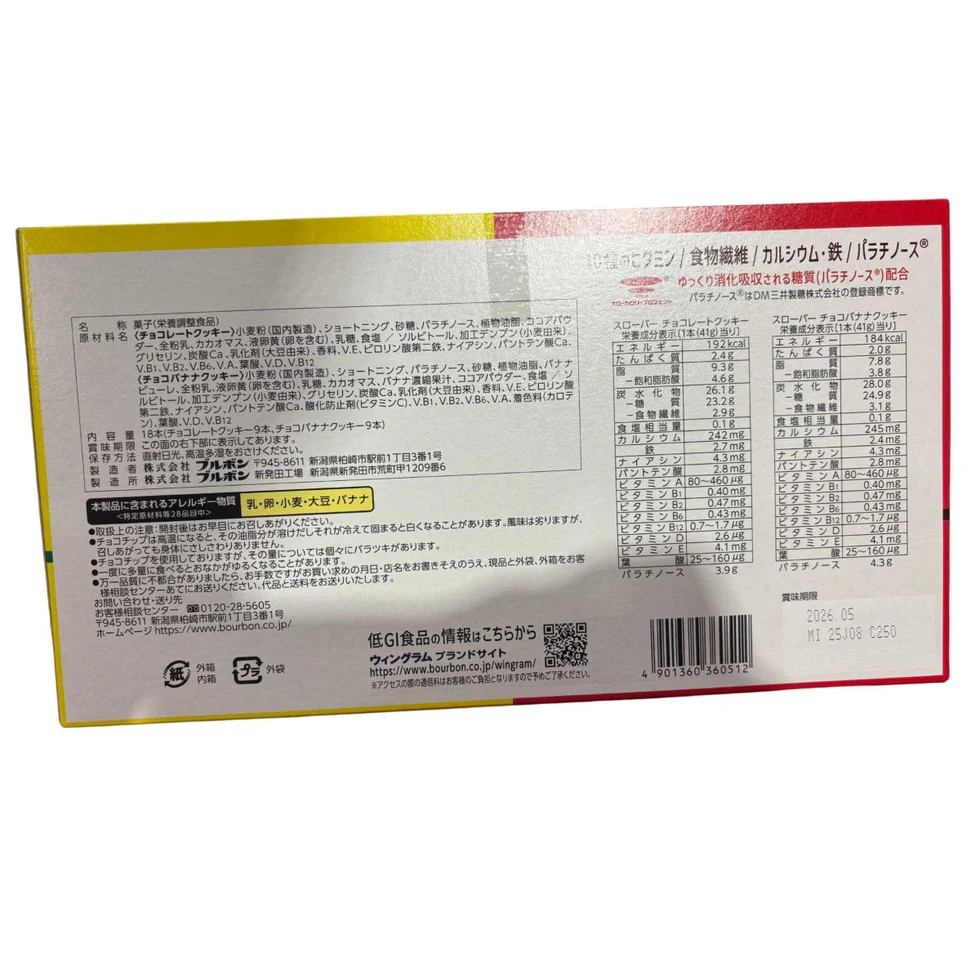 10種のビタミン/食物繊維/カルシウム・鉄/パラチノース®
スローカロリープロジェクト
ゆっくり消化吸収される糖質(パラチノース®)配合
パラチノース®はDM三井製糖株式会社の登録商標です。
名称 菓子(栄養調整食品)
原材料名 〈チョコレートクッキー〉小麦粉(国内製造)、ショートニング、砂糖、パラチノース、植物油脂、ココアパウ
ダー、全粉乳、カカオマス、液卵黄(卵を含む)、乳糖、食塩/ソルビトール、加工デンプン(小麦由来)、
グリセリン、炭酸Ca、乳化剤(大豆由来)、香料、V.E、ピロリン酸第二鉄、ナイアシン、パントテン酸Ca、
V.B1、V.B2、V.B6、V.A、葉酸、V.D、V.B12
〈チョコバナナクッキー〉小麦粉(国内製造)、ショートニング、パラチノース、砂糖、植物油脂、バナナ
ピューレ、全粉乳、液卵黄(卵を含む)、乳糖、カカオマス、バナナ濃縮果汁、ココアパウダー、食塩/ソ
ルビトール、加工デンプン(小麦由来)、グリセリン、炭酸Ca、乳化剤(大豆由来)、香料、V.E、ピロリン酸
第二鉄、ナイアシン、パントテン酸Ca、酸化防止剤(ビタミンC)、V.B1、V.B2、V.B6、V.A、着色料(カロテ
ン)、葉酸、V.D、V.B12
内容量 18本(チョコレートクッキー9本、チョコバナナクッキー9本)
賞味期限 この面の右下部に表示してあります。
保存方法 直射日光、高温多湿をおさけください。
製造者 株式会社 ブルボン 〒945-8611 新潟県柏崎市駅前1丁目3番1号
製造所 株式会社 ブルボン 新発田工場 新潟県新発田市荒町甲1209番6
本製品に含まれるアレルギー物質 乳・卵・小麦・大豆・バナナ
<特定原材料等28品目中>
●取扱上の注意:開封後はお早目にお召しあがりください。
●チョコチップは高温になると、その油脂分が溶けだしそれが冷えて固まると白くなることがあります。風味は劣りますが、
召しあがっても身体にさしさわりありません。
●チョコチップを使用しておりますが、その量については個々にバラツキがあります。
●一度に多量に食べるとおなかがゆるくなることがあります。
●万一品質に不都合がありましたら、お手数ですがお買い求めの月日・店名をお書きそえのうえ、現品と外袋、外箱をお客
様相談センターあてにお送りください。代品と送料をお送りいたします。
お問い合わせ・送り先
お客様相談センター 0120-28-5605
〒945-8611 新潟県柏崎市駅前1丁目3番1号
ホームページ https://www.bourbon.co.jp/
紙 外箱
内箱
プラ 外袋
低GI食品の情報はこちらから
ウィングラム ブランドサイト
https://www.bourbon.co.jp/wingram/
※アクセスの際の通信料はお客様のご負担となりますので予めご了承ください。
スローバー チョコレートクッキー
栄養成分表示(1本(41g)当り)
エネルギー 192kcal
たんぱく質 2.4g
脂質 9.3g
-飽和脂肪酸 4.6g
炭水化物 26.1g
-糖質 23.2g
-食物繊維 2.9g
食塩相当量 0.1g
カルシウム 242mg
鉄 2.7mg
ナイアシン 4.3mg
パントテン酸 2.8mg
ビタミンA 80~460μg
ビタミンB1 0.40mg
ビタミンB2 0.47mg
ビタミンB6 0.43mg
ビタミンB12 0.7~1.7μg
ビタミンD 2.6μg
ビタミンE 4.1mg
葉酸 25~160μg
パラチノース 3.9g
スローバー チョコバナナクッキー
栄養成分表示(1本(41g)当り)
エネルギー 184kcal
たんぱく質 2.0g
脂質 7.8g
-飽和脂肪酸 3.8g
炭水化物 28.0g
-糖質 24.9g
-食物繊維 3.1g
食塩相当量 0.1g
カルシウム 245mg
鉄 2.4mg
ナイアシン 4.3mg
パントテン酸 2.8mg
ビタミンA 80~460μg
ビタミンB1 0.40mg
ビタミンB2 0.47mg
ビタミンB6 0.43mg
ビタミンB12 0.7~1.7μg
ビタミンD 2.6μg
ビタミンE 4.1mg
葉酸 25~160μg
パラチノース 4.3g
賞味期限
2026.05
MI 25J08 C250
4 901360 360512